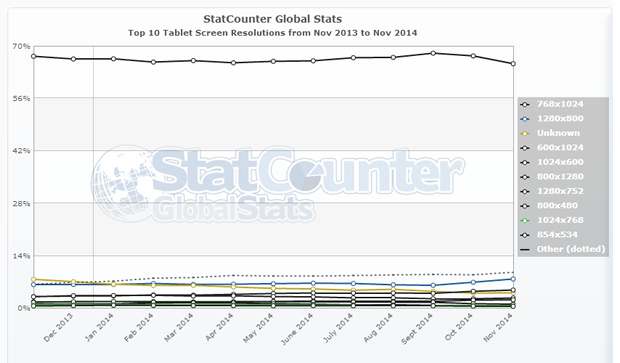 StatCounter Global Stats
Top 10 Tablet Screen Resolutions from Nov 2013 to Nov 2014
70%
56%
42%
28%
14%
0%
StatCounter
GlobalStats
Dec 2013
Jan 2014
Feb 2014
Mar 2014
Apr 2014
May 2014
June 2014
July 2014
Aug 2014
Sept 2014
Oct 2014
Nov 2014
768x1024
1280x800
Unknown
600x1024
1024x600
800x1280
1280x752
800x480
1024x768
854x534
Other (dotted)